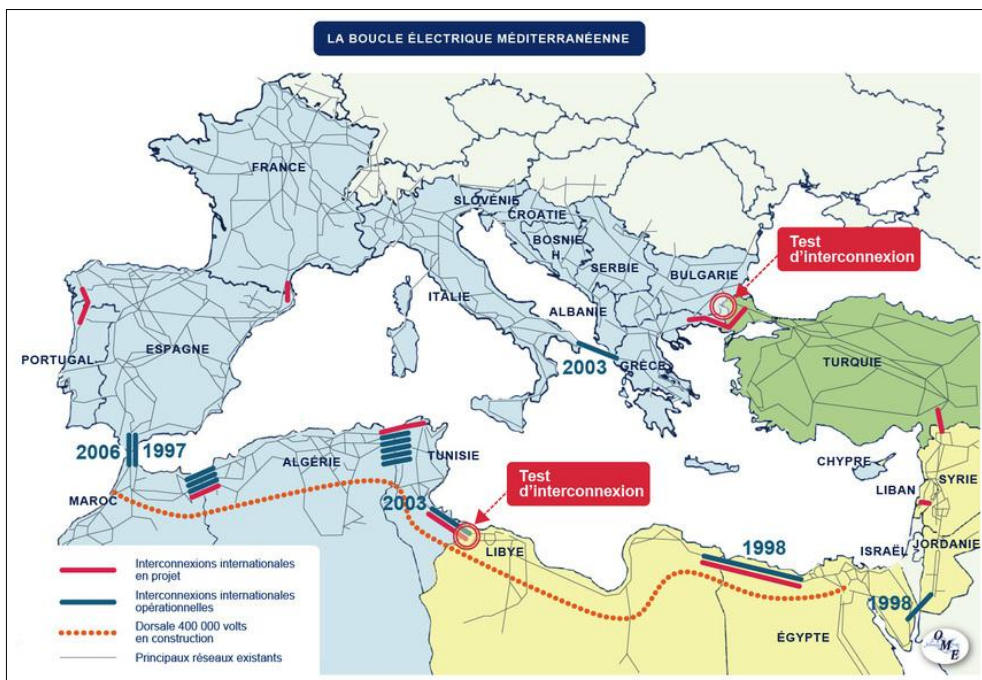 LA BOUCLE ÉLECTRIQUE MÉDITERRANÉENNE
FRANCE
SLOVÉNIE
CROATIE
BOSNIE
H.
SERBIE
BULGARIE
Test
d'interconnexion
ITALIE
ALBANIE
PORTUGAL
ESPAGNE
GRÈCE
TURQUIE
2003
2006
1997
ALGÉRIE
TUNISIE
CHYPRE
SYRIE
MAROC
2003
Test
d'interconnexion
LIBAN
LIBYE
1998
ISRAËL
JORDANIE
1998
ÉGYPTE
Interconnexions internationales
en projet
Interconnexions internationales
opérationnelles
Dorsale 400 000 volts
en construction
Principaux réseaux existants
OME